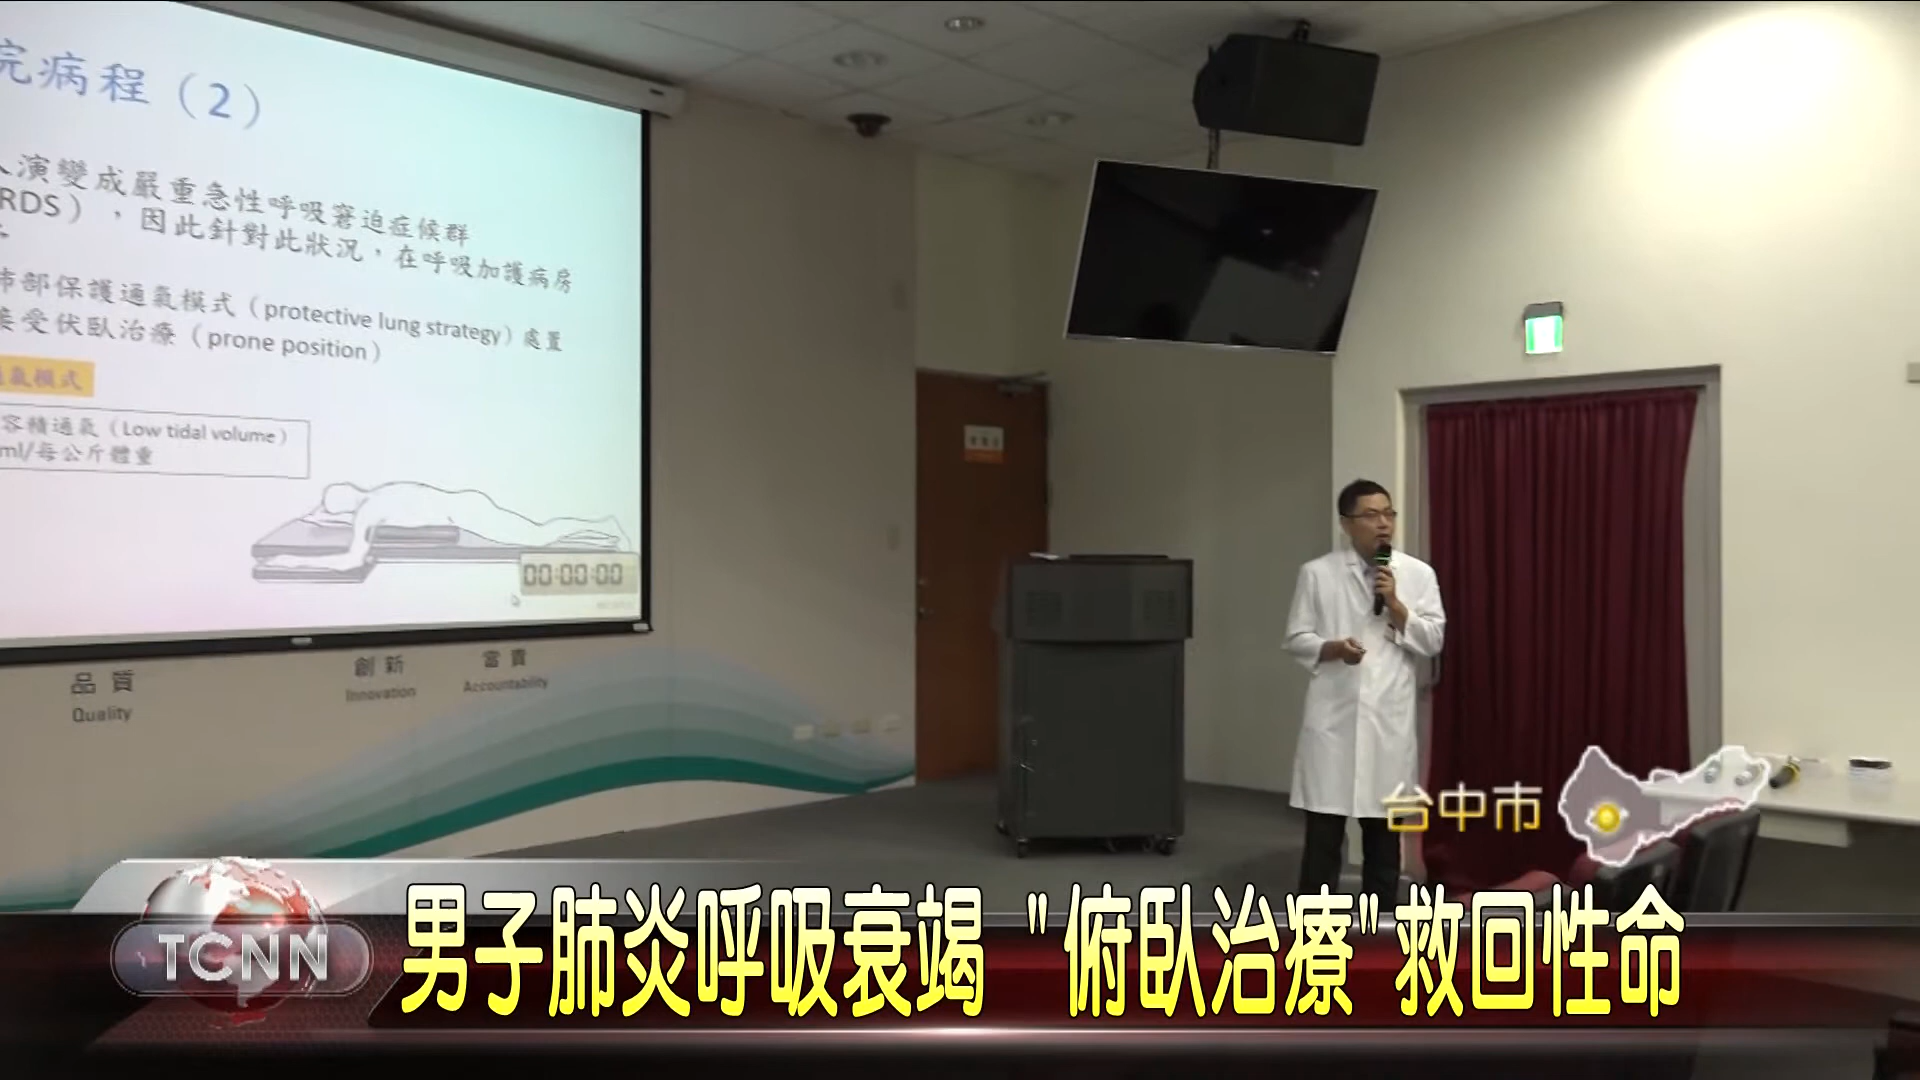 院病程（2）
人演變成嚴重急性呼吸窘迫症候群
RDS），因此針對此狀況，在呼吸加護病房
肺部保護通氣模式（protective lung strategy）處置
接受伏臥治療（prone position）
通氣模式
容積通氣（Low tidal volume）
ml/每公斤體重
00:00:00
品質
Quality
創新
Innovation
當責
Accountability
台中市
TCNN
男子肺炎呼吸衰竭 "俯臥治療"救回性命